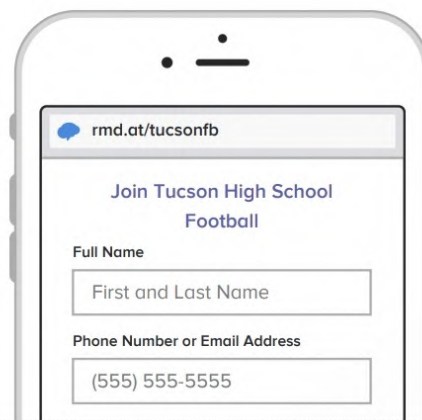 rmd.at/tucsonfb
Join Tucson High School
Football
Full Name
First and Last Name
Phone Number or Email Address
(555) 555-5555